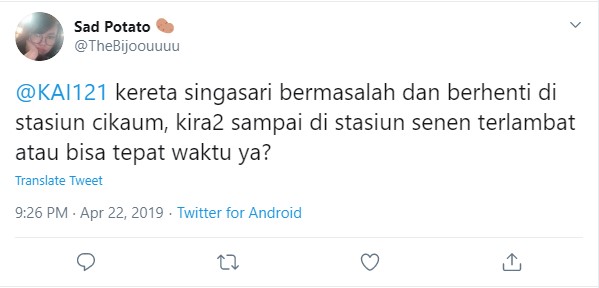 Sad Potato 🥔
@TheBijoouuuu
@KAI121 kereta singasari bermasalah dan berhenti di
stasiun cikaum, kira2 sampai di stasiun senen terlambat
atau bisa tepat waktu ya?
Translate Tweet
9:26 PM · Apr 22, 2019 · Twitter for Android